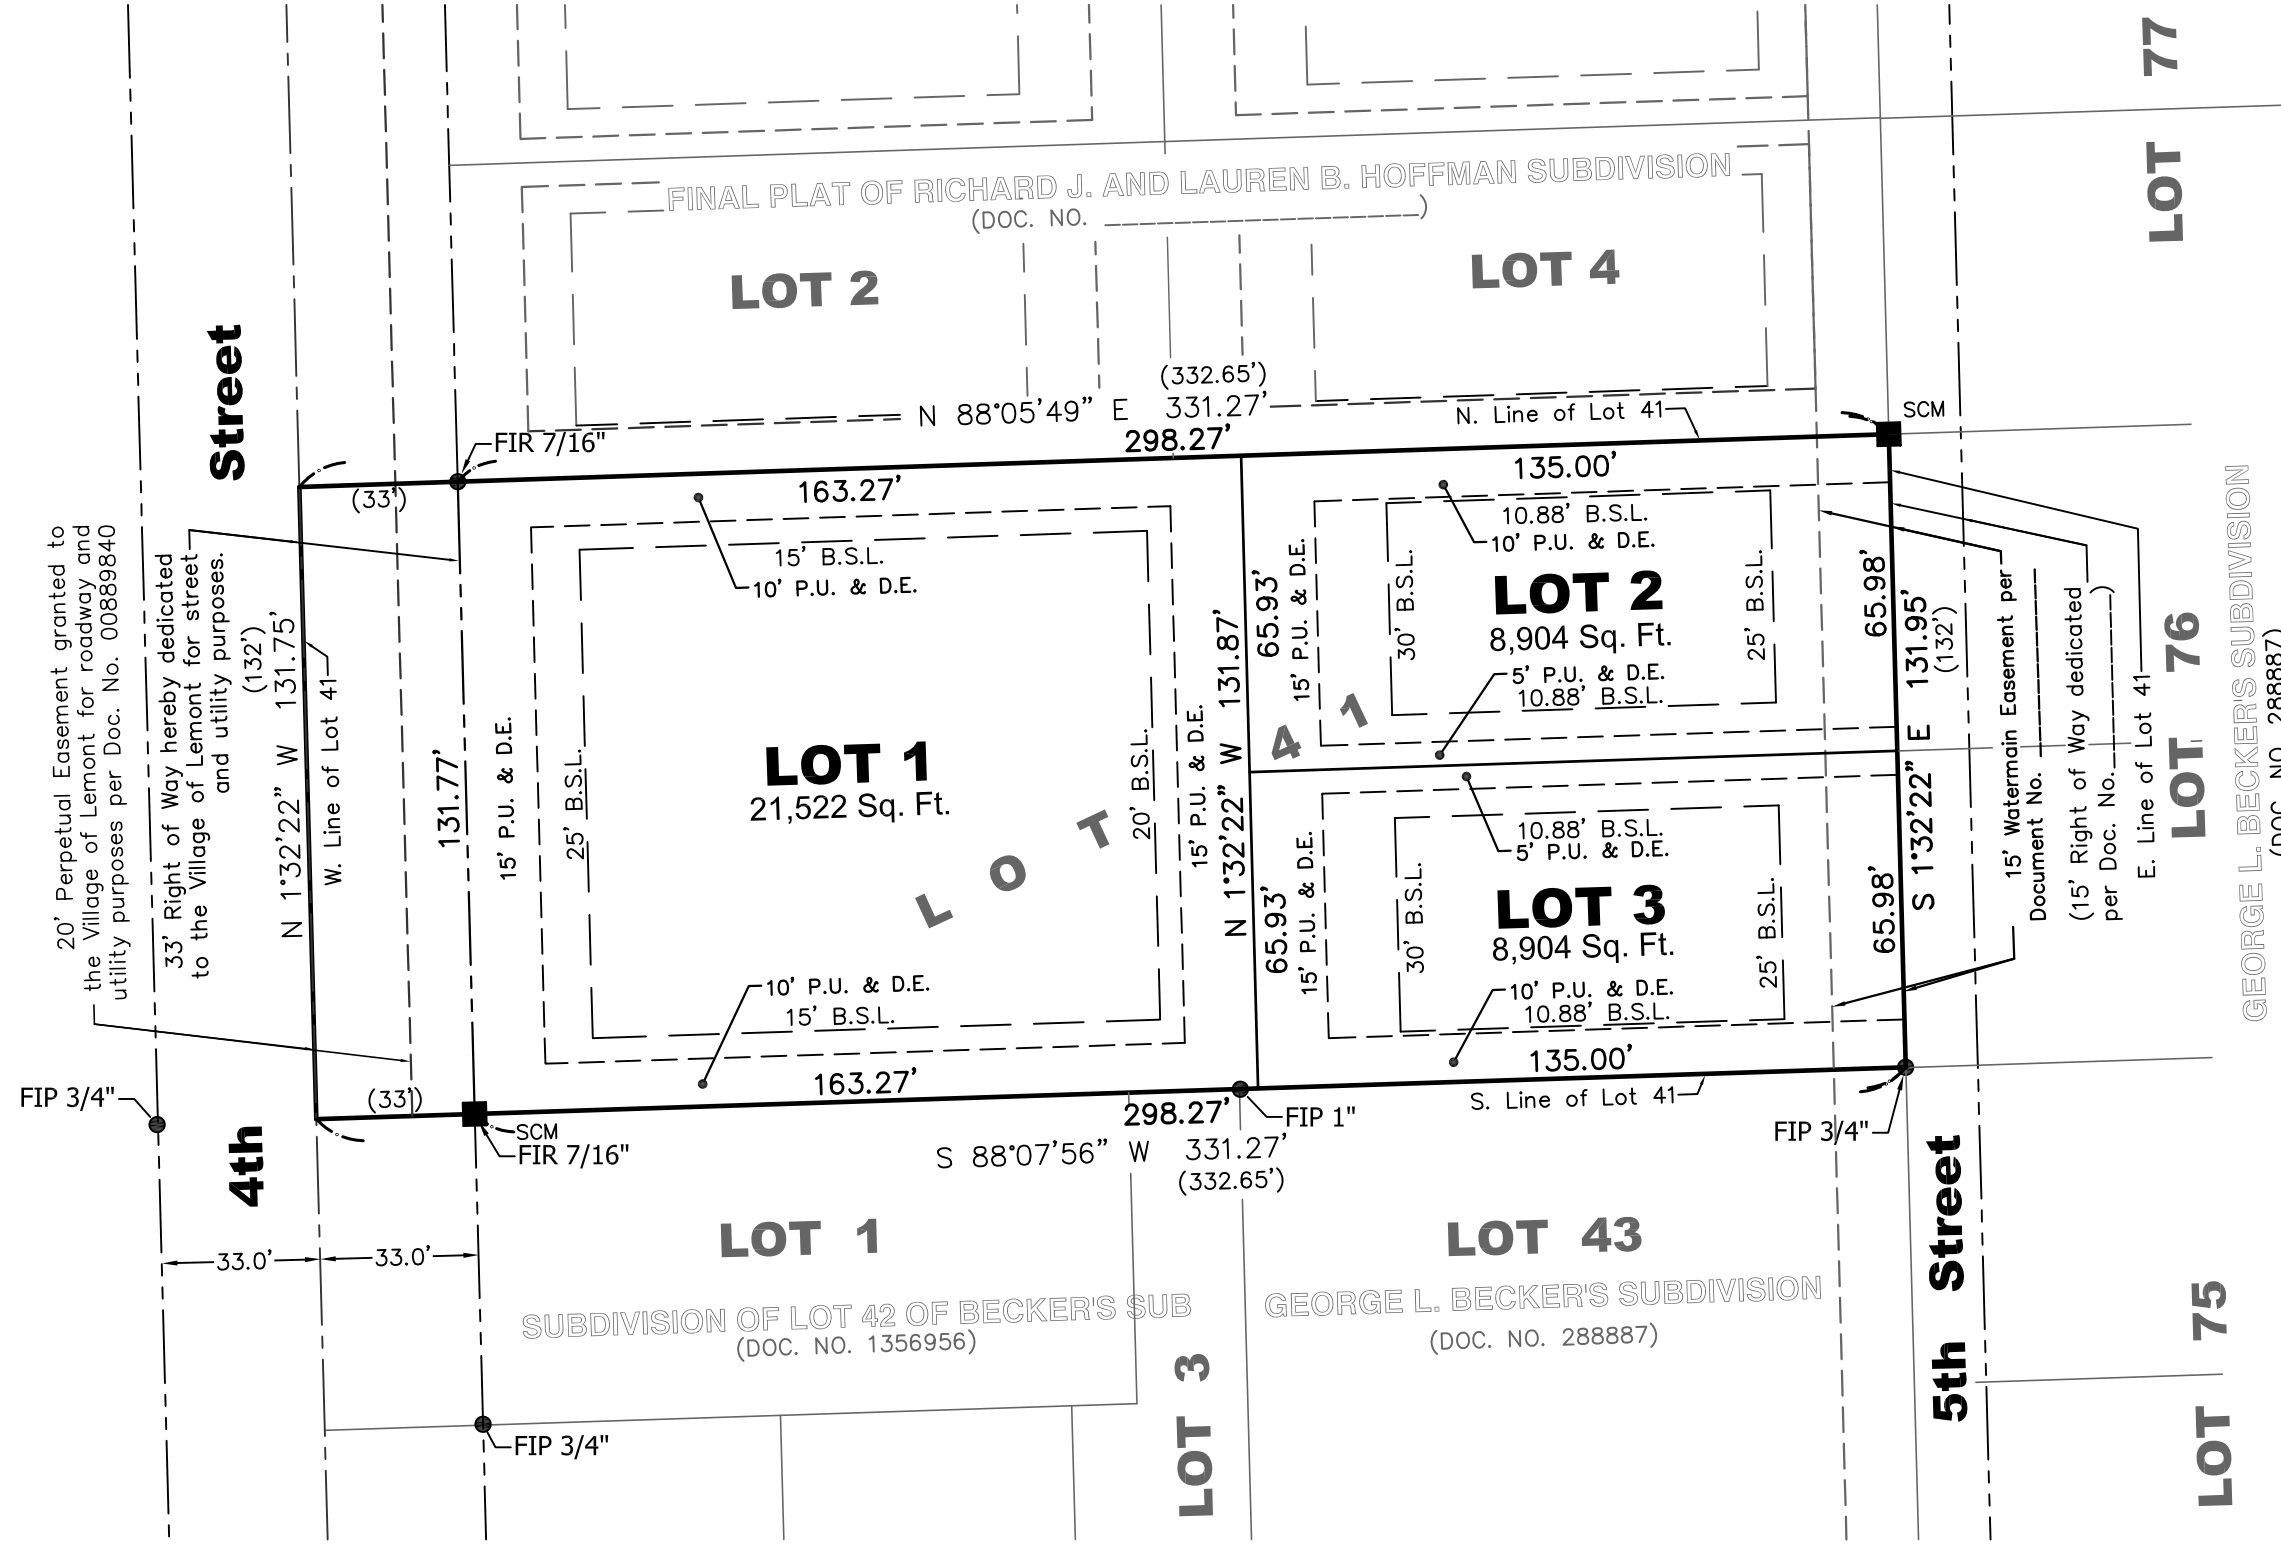 LOT 77
FINAL PLAT OF RICHARD J. AND LAUREN B. HOFFMAN SUBDIVISION
(DOC. NO. ______________________)
LOT 2
LOT 4
4th Street
(332.65')
N 88°05'49" E 331.27'
298.27'
N. Line of Lot 41
SCM
FIR 7/16"
(33')
163.27'
135.00'
20' Perpetual Easement granted to
the Village of Lemont for roadway and
utility purposes per Doc. No. 00889840
33' Right of Way hereby dedicated
to the Village of Lemont for street
and utility purposes.
(132')
N 1°32'22" W 131.75'
W. Line of Lot 41
131.77'
15' P.U. & D.E.
25' B.S.L.
15' B.S.L.
10' P.U. & D.E.
LOT 1
21,522 Sq. Ft.
LOT 41
20' B.S.L.
15' P.U. & D.E.
N 1°32'22" W 131.87'
10' P.U. & D.E.
15' B.S.L.
65.93'
15' P.U. & D.E.
30' B.S.L.
10.88' B.S.L.
10' P.U. & D.E.
LOT 2
8,904 Sq. Ft.
5' P.U. & D.E.
10.88' B.S.L.
25' B.S.L.
65.98'
65.93'
15' P.U. & D.E.
30' B.S.L.
10.88' B.S.L.
5' P.U. & D.E.
LOT 3
8,904 Sq. Ft.
10' P.U. & D.E.
10.88' B.S.L.
25' B.S.L.
65.98'
S 1°32'22" E 131.95'
(132')
15' Watermain Easement per
Document No. ______________
(15' Right of Way dedicated
per Doc. No.______________)
E. Line of Lot 41
LOT 76
GEORGE L. BECKER'S SUBDIVISION
(DOC. NO. 288887)
FIP 3/4"
(33')
163.27'
135.00'
SCM
FIR 7/16"
298.27'
FIP 1"
S. Line of Lot 41
FIP 3/4"
S 88°07'56" W 331.27'
(332.65')
33.0'
33.0'
LOT 1
SUBDIVISION OF LOT 42 OF BECKER'S SUB
(DOC. NO. 1356956)
LOT 43
GEORGE L. BECKER'S SUBDIVISION
(DOC. NO. 288887)
LOT 3
5th Street
LOT 75
FIP 3/4"